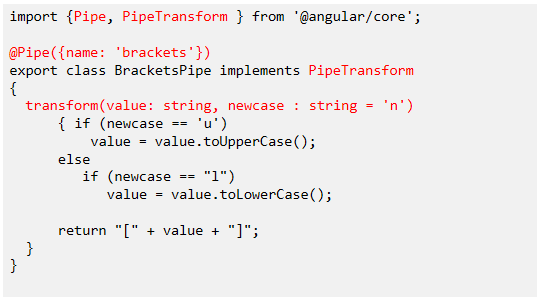 import {Pipe, PipeTransform } from '@angular/core';
@Pipe({name: 'brackets'})
export class BracketsPipe implements PipeTransform
{
transform(value: string, newcase : string = 'n')
{ if (newcase == 'u')
value = value.toUpperCase();
else
if (newcase == "l")
value = value.toLowerCase();
return "[" + value + "]";
}
}